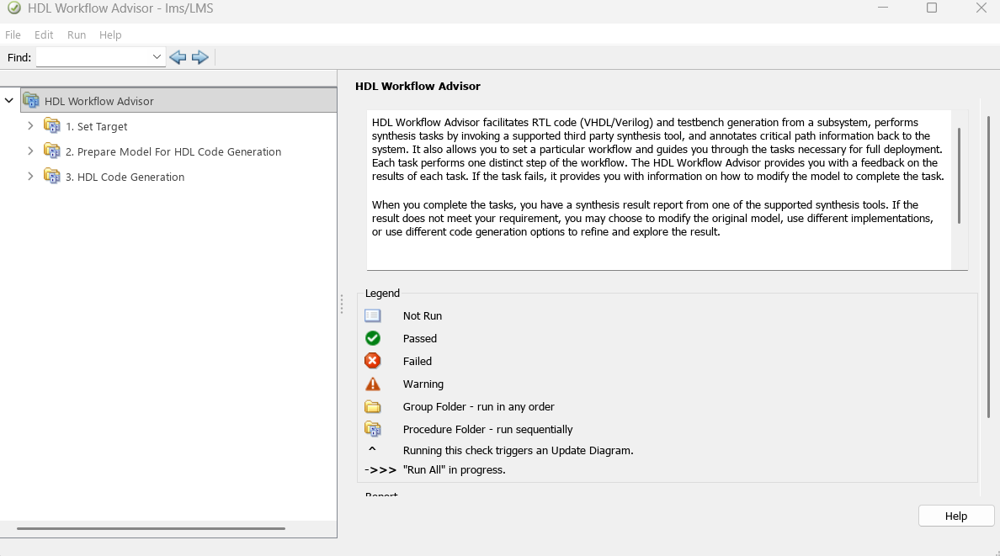 HDL Workflow Advisor - lms/LMS
File Edit Run Help
Find:
HDL Workflow Advisor
1. Set Target
2. Prepare Model For HDL Code Generation
3. HDL Code Generation
HDL Workflow Advisor
HDL Workflow Advisor facilitates RTL code (VHDL/Verilog) and testbench generation from a subsystem, performs
synthesis tasks by invoking a supported third party synthesis tool, and annotates critical path information back to the
system. It also allows you to set a particular workflow and guides you through the tasks necessary for full deployment.
Each task performs one distinct step of the workflow. The HDL Workflow Advisor provides you with a feedback on the
results of each task. If the task fails, it provides you with information on how to modify the model to complete the task.
When you complete the tasks, you have a synthesis result report from one of the supported synthesis tools. If the
result does not meet your requirement, you may choose to modify the original model, use different implementations,
or use different code generation options to refine and explore the result.
Legend
Not Run
Passed
Failed
Warning
Group Folder - run in any order
Procedure Folder - run sequentially
^ Running this check triggers an Update Diagram.
->>> "Run All" in progress.
Report
Help